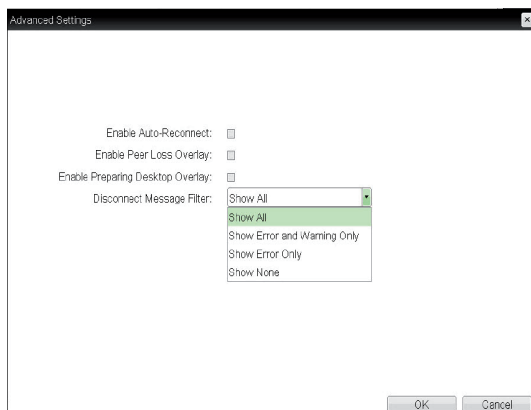 Advanced Settings
Enable Auto-Reconnect:
Enable Peer Loss Overlay:
Enable Preparing Desktop Overlay:
Disconnect Message Filter: Show All
Show All
Show Error and Warning Only
Show Error Only
Show None
OK Cancel